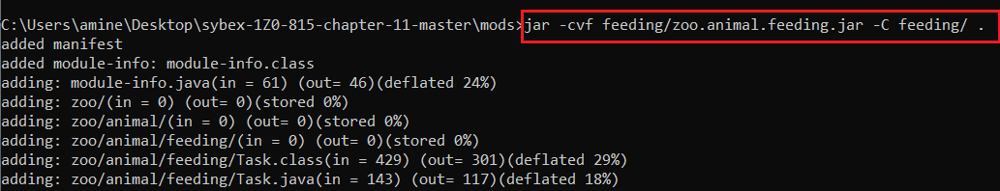 C:\Users\amine\Desktop\sybex-1Z0-815-chapter-11-master\mods>jar -cvf feeding/zoo.animal.feeding.jar -C feeding/ .
added manifest
added module-info: module-info.class
adding: module-info.java(in = 61) (out= 46)(deflated 24%)
adding: zoo/(in = 0) (out= 0)(stored 0%)
adding: zoo/animal/(in = 0) (out= 0)(stored 0%)
adding: zoo/animal/feeding/(in = 0) (out= 0)(stored 0%)
adding: zoo/animal/feeding/Task.class(in = 429) (out= 301)(deflated 29%)
adding: zoo/animal/feeding/Task.java(in = 143) (out= 117)(deflated 18%)